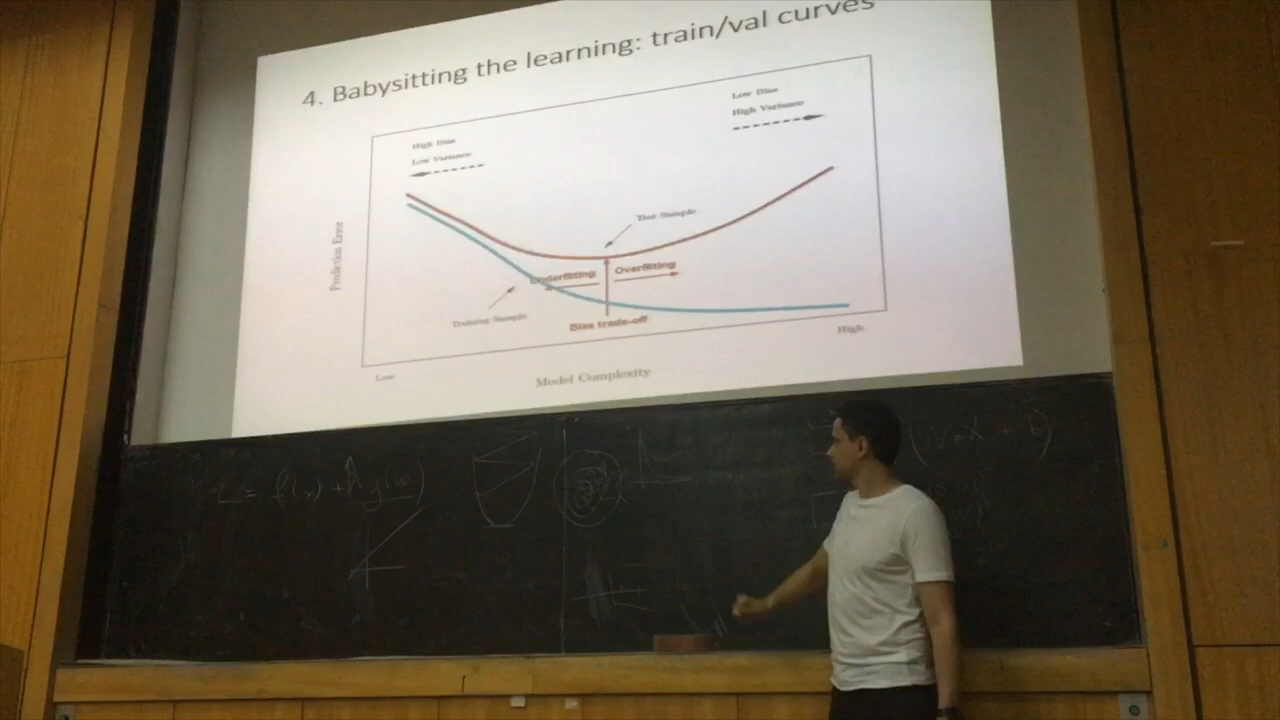 4. Babysitting the learning: train/val curves
High Bias
Low Variance
Low Bias
High Variance
Prediction Error
Test Sample
Underfitting
Overfitting
Training Sample
Bias trade-off
Low
High
Model Complexity
L = f(x) + λg(w)
(W*X + b)